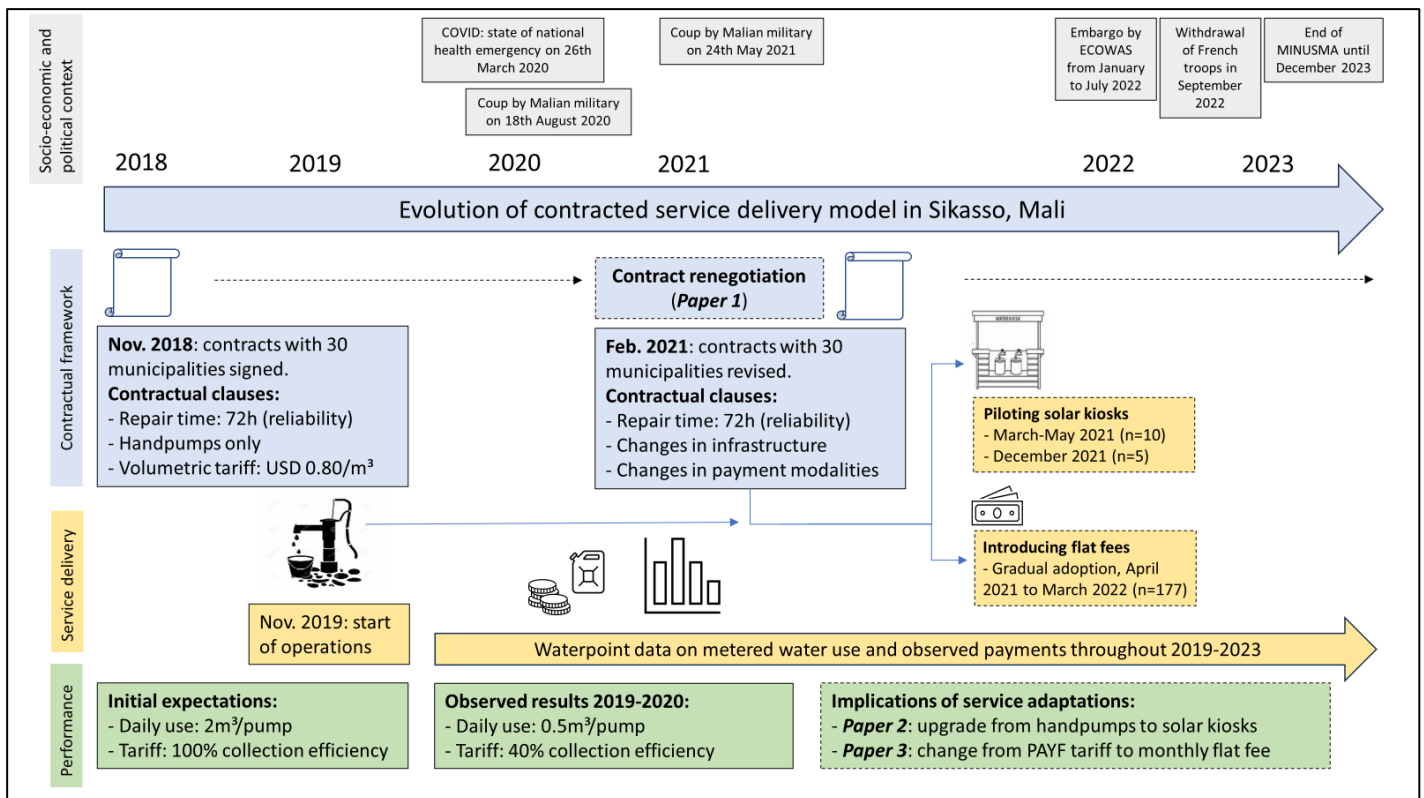 Socio-economic and
political context
COVID: state of national
health emergency on 26th
March 2020
Coup by Malian military
on 18th August 2020
Coup by Malian military
on 24th May 2021
Embargo by
ECOWAS
from January
to July 2022
Withdrawal
of French
troops in
September
2022
End of
MINUSMA until
December 2023
2018
2019
2020
2021
2022
2023
Evolution of contracted service delivery model in Sikasso, Mali
Contractual framework
Nov. 2018: contracts with 30
municipalities signed.
Contractual clauses:
- Repair time: 72h (reliability)
- Handpumps only
- Volumetric tariff: USD 0.80/m³
Contract renegotiation
(Paper 1)
Feb. 2021: contracts with 30
municipalities revised.
Contractual clauses:
- Repair time: 72h (reliability)
- Changes in infrastructure
- Changes in payment modalities
WATER KIOSK
Piloting solar kiosks
- March-May 2021 (n=10)
- December 2021 (n=5)
Service delivery
Introducing flat fees
- Gradual adoption, April
2021 to March 2022 (n=177)
Nov. 2019: start
of operations
Waterpoint data on metered water use and observed payments throughout 2019-2023
Performance
Initial expectations:
- Daily use: 2m³/pump
- Tariff: 100% collection efficiency
Observed results 2019-2020:
- Daily use: 0.5m³/pump
- Tariff: 40% collection efficiency
Implications of service adaptations:
- Paper 2: upgrade from handpumps to solar kiosks
- Paper 3: change from PAYF tariff to monthly flat fee